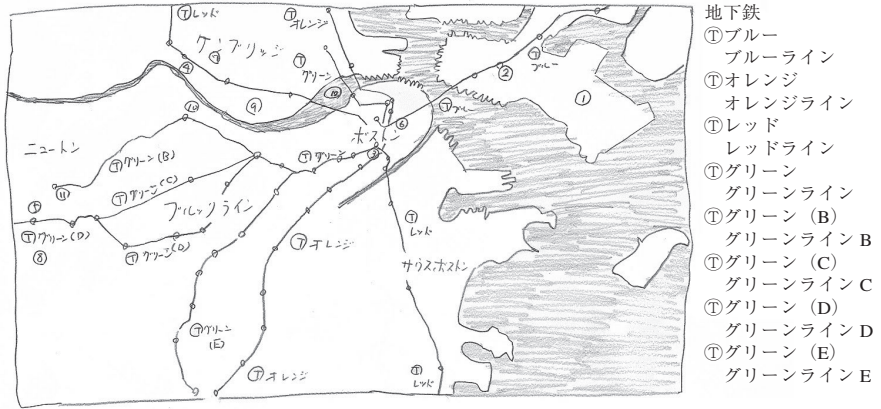 Ⓣレッド
Ⓣオレンジ
ケンブリッジ
⑦
④
Ⓣグリーン
⑨
⑩
Ⓣブルー
②
①
Ⓣブルー
⑥
ボストン
③
ニュートン
Ⓣグリーン(B)
⑪
Ⓣグリーン
Ⓣグリーン(C)
ブルックライン
Ⓣグリーン(D)
⑧
Ⓣグリーン(D)
Ⓣオレンジ
Ⓣレッド
サウスボストン
Ⓣグリーン
(E)
Ⓣオレンジ
Ⓣレッド
地下鉄
Ⓣブルー
ブルーライン
Ⓣオレンジ
オレンジライン
Ⓣレッド
レッドライン
Ⓣグリーン
グリーンライン
Ⓣグリーン（B）
グリーンライン B
Ⓣグリーン（C）
グリーンライン C
Ⓣグリーン（D）
グリーンライン D
Ⓣグリーン（E）
グリーンライン E